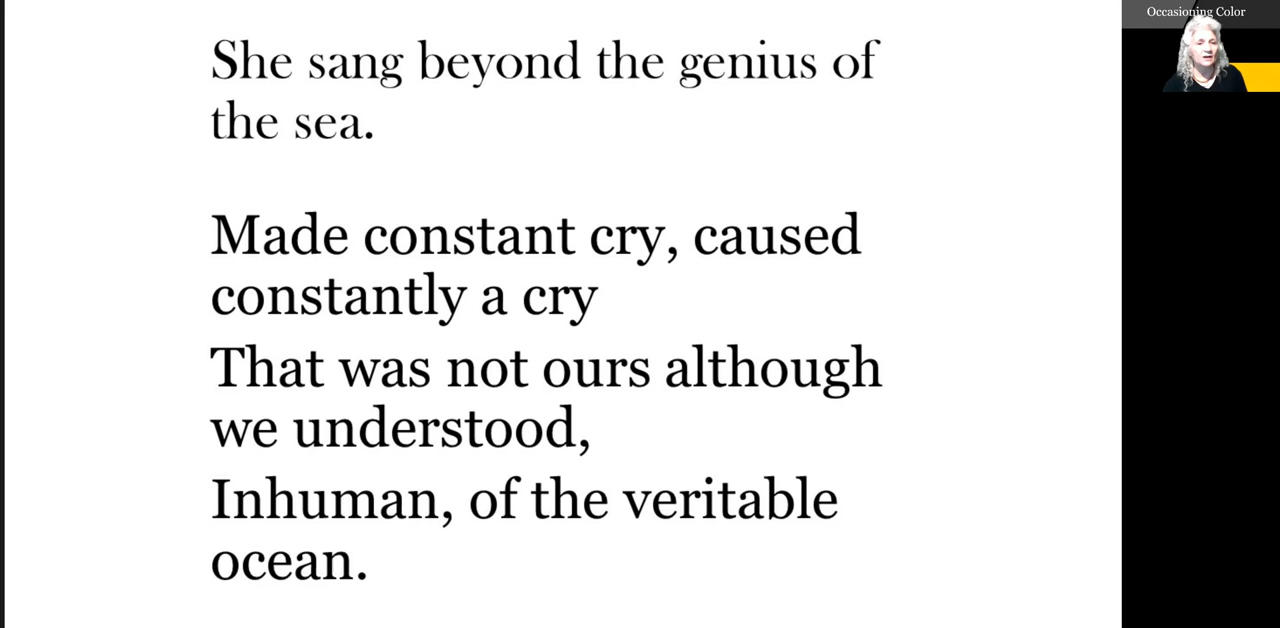 Occasioning Color
She sang beyond the genius of
the sea.
Made constant cry, caused
constantly a cry
That was not ours although
we understood,
Inhuman, of the veritable
ocean.